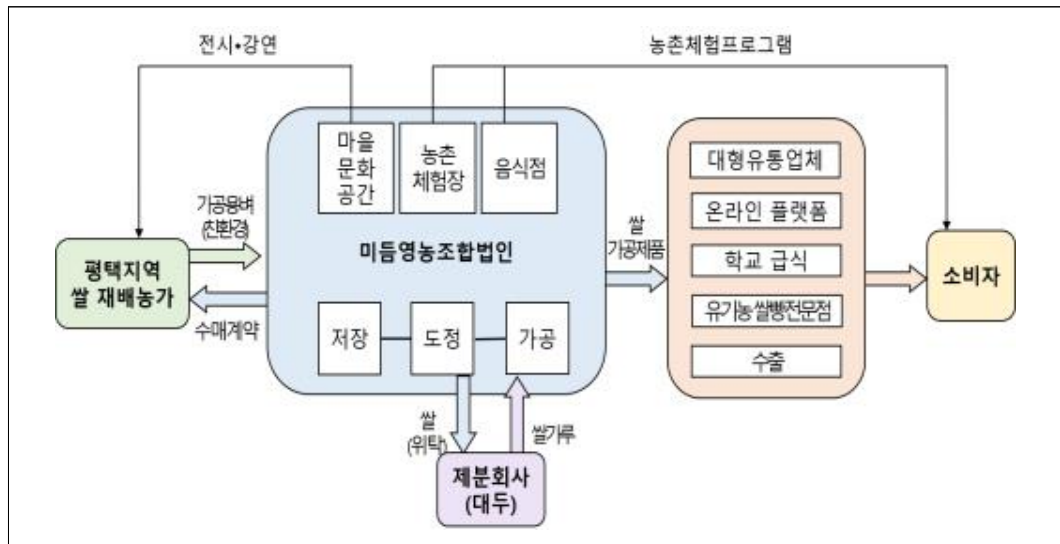 전시•강연
농촌체험프로그램
마을
문화
공간
농촌
체험장
음식점
대형유통업체
온라인 플랫폼
학교 급식
유기농 쌀빵전문점
수출
가공용벼
(친환경)
평택지역
쌀 재배농가
수매계약
미듬영농조합법인
쌀
가공제품
소비자
저장
도정
가공
쌀
(위탁)
쌀가루
제분회사
(대두)